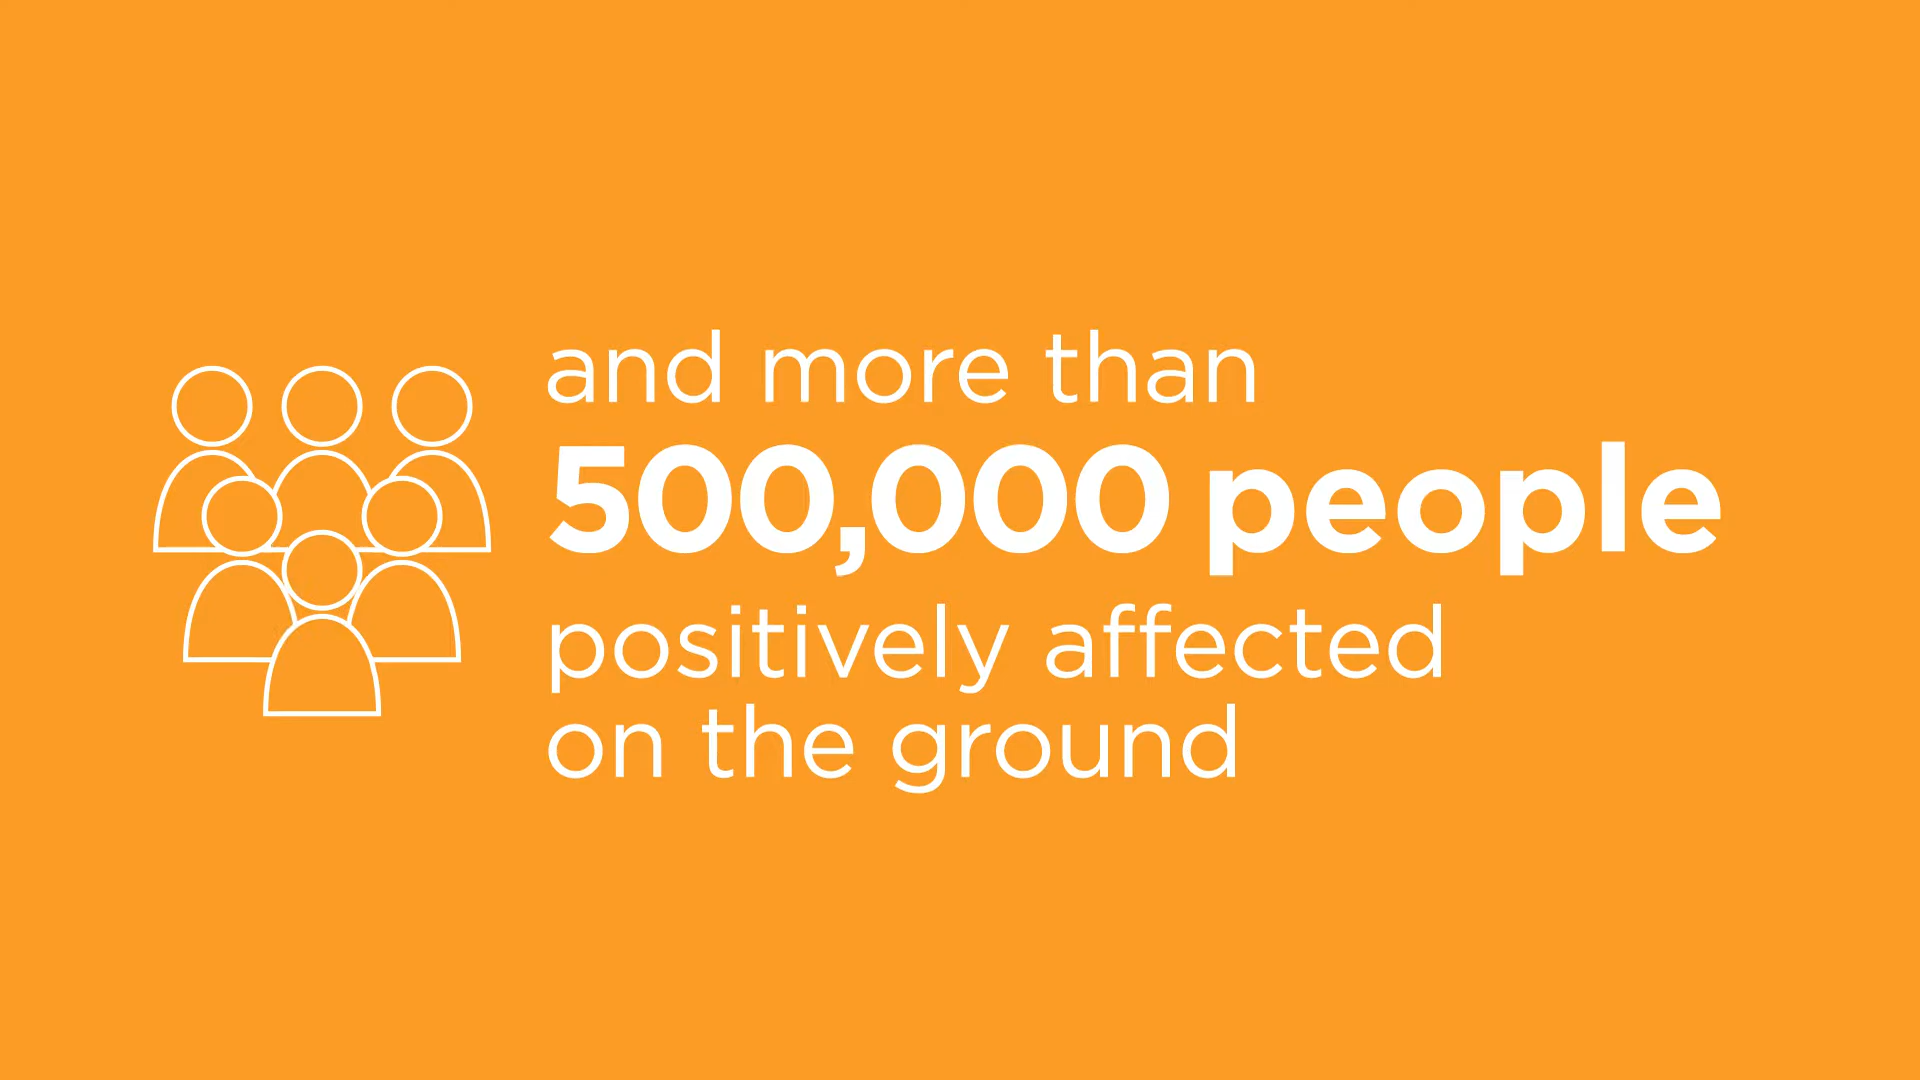 and more than
500,000 people
positively affected
on the ground